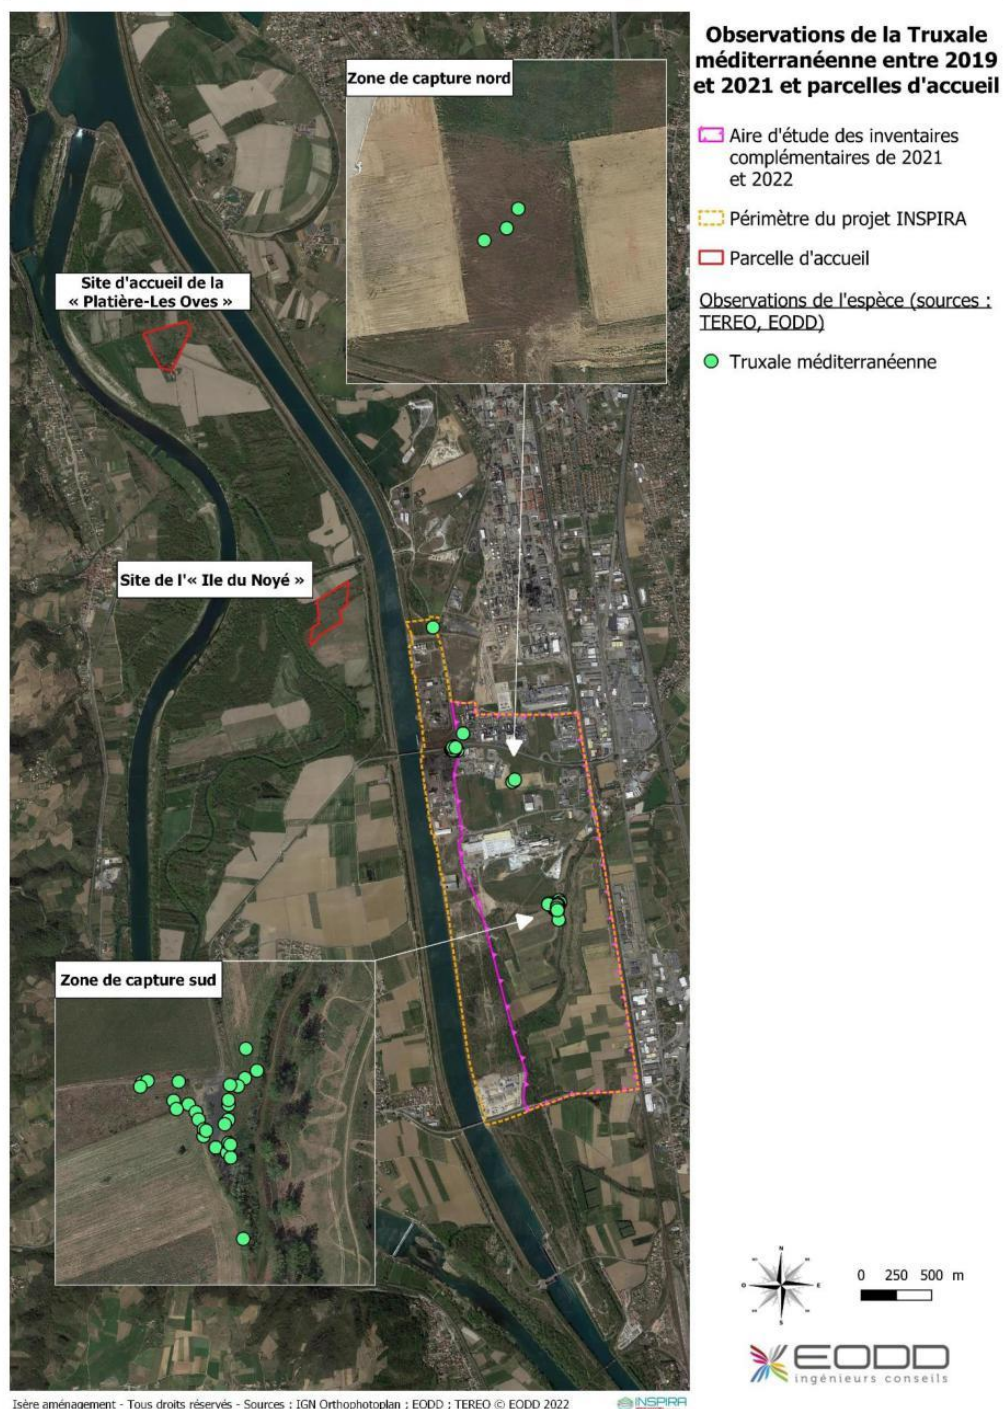 Observations de la Truxale
méditerranéenne entre 2019
et 2021 et parcelles d'accueil
Zone de capture nord
Aire d'étude des inventaires
complémentaires de 2021
et 2022
Périmètre du projet INSPIRA
Parcelle d'accueil
Observations de l'espèce (sources :
TEREO, EODD)
Truxale méditerranéenne
Site d'accueil de la
« Platière-Les Oves »
Site de l'« Ile du Noyé »
Zone de capture sud
N
O
E
S
0 250 500 m
EODD
ingénieurs conseils
Isère aménagement - Tous droits réservés - Sources : IGN Orthophotoplan ; EODD ; TEREO © EODD 2022
INSPIRA